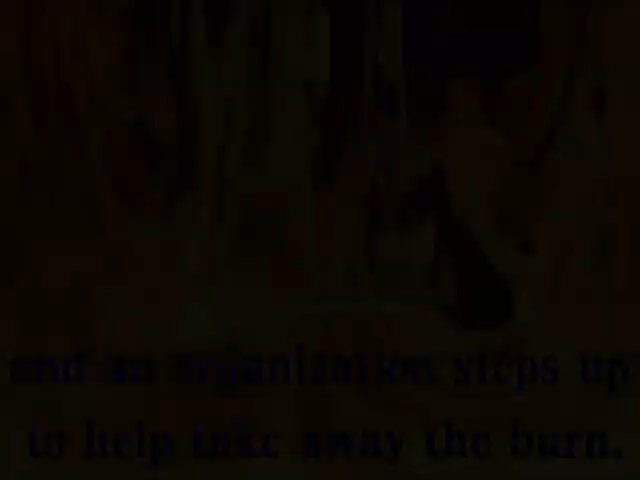 and an organization steps up
to help take away the burn.